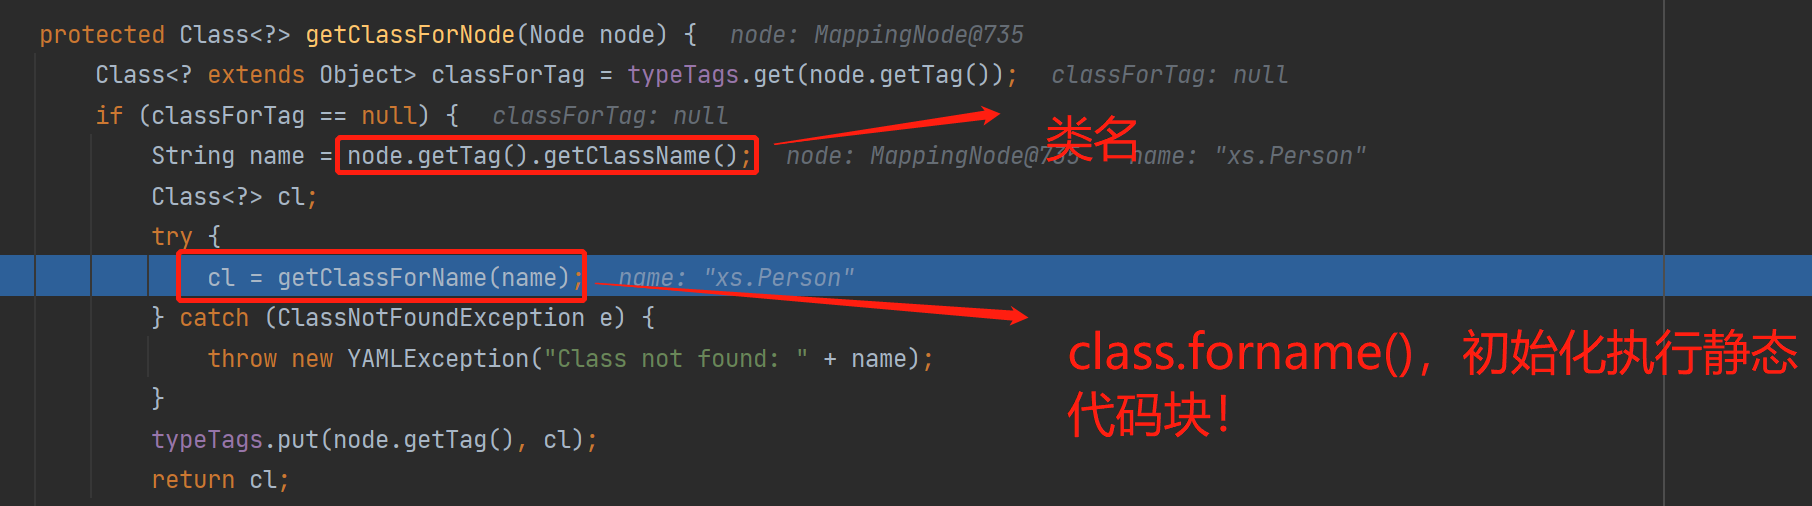 protected Class<?> getClassForNode(Node node) { node: MappingNode@735
Class<? extends Object> classForTag = typeTags.get(node.getTag()); classForTag: null
if (classForTag == null) { classForTag: null
类名
String name = node.getTag().getClassName(); node: MappingNode@735 name: "xs.Person"
Class<?> cl;
try {
cl = getClassForName(name); name: "xs.Person"
} catch (ClassNotFoundException e) {
class.forname()，初始化执行静态
throw new YAMLException("Class not found: " + name);
代码块！
}
typeTags.put(node.getTag(), cl);
return cl;